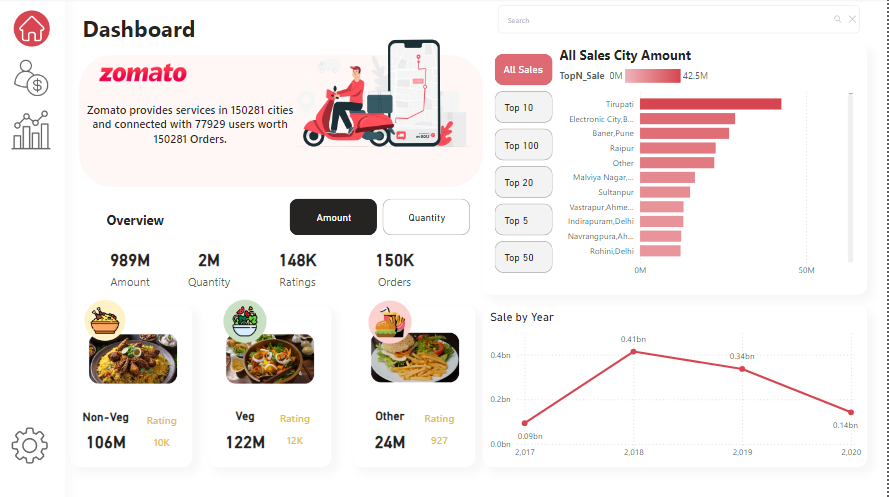 Dashboard
zomato
Zomato provides services in 150281 cities
and connected with 77929 users worth
150281 Orders.
Search
All Sales
Top 10
Top 100
Top 20
Top 5
Top 50
All Sales City Amount
TopN_Sale 0M 42.5M
Tirupati
Electronic City,B...
Baner,Pune
Raipur
Other
Malviya Nagar,...
Sultanpur
Vastrapur,Ahme...
Indirapuram,Delhi
Navrangpura,Ah...
Rohini,Delhi
0M 50M
Overview
Amount
Quantity
989M 2M 148K 150K
Amount Quantity Ratings Orders
Non-Veg Rating
106M 10K
Veg Rating
122M 12K
Other Rating
24M 927
Sale by Year
0.4bn
0.2bn
0.0bn
0.09bn
0.41bn
0.34bn
0.14bn
2,017 2,018 2,019 2,020